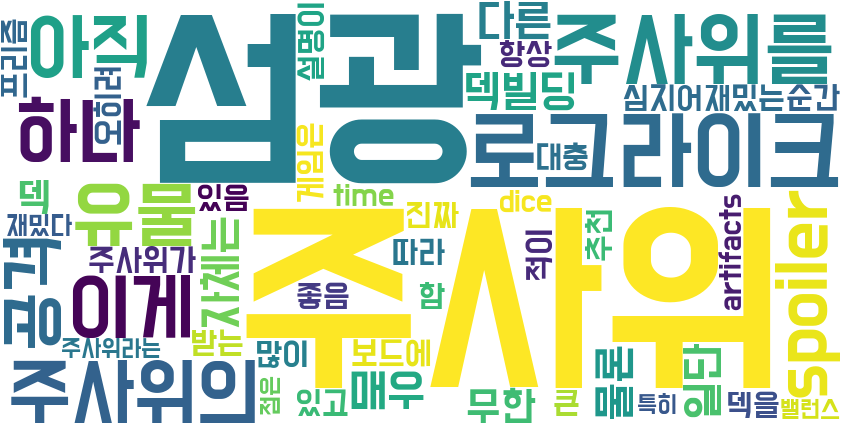 프리즘
아직
오히려
하나
설명이
섬광
다른
항상
덱빌딩
주사위를
심지어
재밌는순간
로그라이크
대충
게임은
덱
유물
있음
time
진짜
dice
재밌다
주사위가
따라
적이
추천
artifacts
spoiler
공격
이게
자체는
좋음
함
주사위
주사위라는
받는
많이
보드에
물론
일단
주사위의
점은
있고
매우
무한
큰
특히
덱을
밸런스